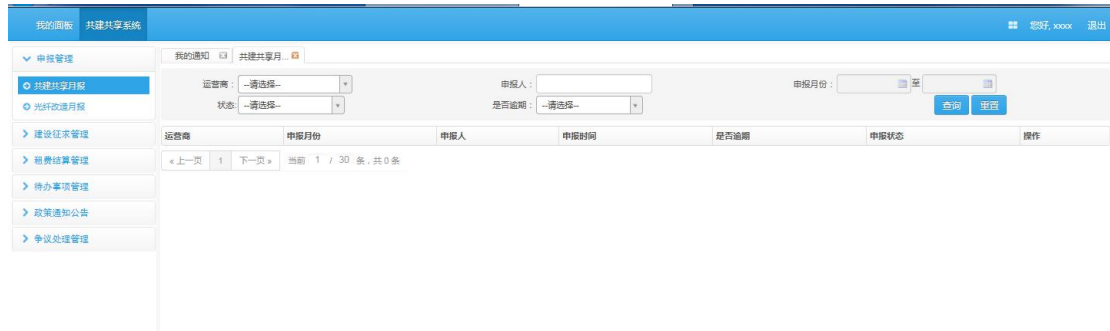 我的面板 共建共享系统 您好, xxxx 退出
申报管理
共建共享月报
光纤改造月报
建设征求管理
租费结算管理
待办事项管理
政策通知公告
争议处理管理
我的通知 共建共享月...
运营商： --请选择-- 申报人： 申报月份： 至
状态: --请选择-- 是否逾期： --请选择-- 查询 重置
运营商 申报月份 申报人 申报时间 是否逾期 申报状态 操作
«上一页 1 下一页» 当前 1 / 30 条 , 共 0 条